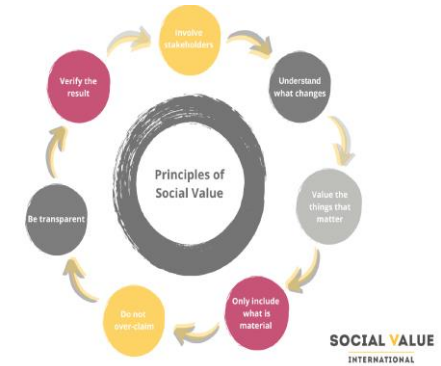 Involve
stakeholders
Understand
what changes
Value the
things that
matter
Only include
what is
material
Do not
over-claim
Be transparent
Verify the
result
Principles of
Social Value
SOCIAL VALUE
INTERNATIONAL